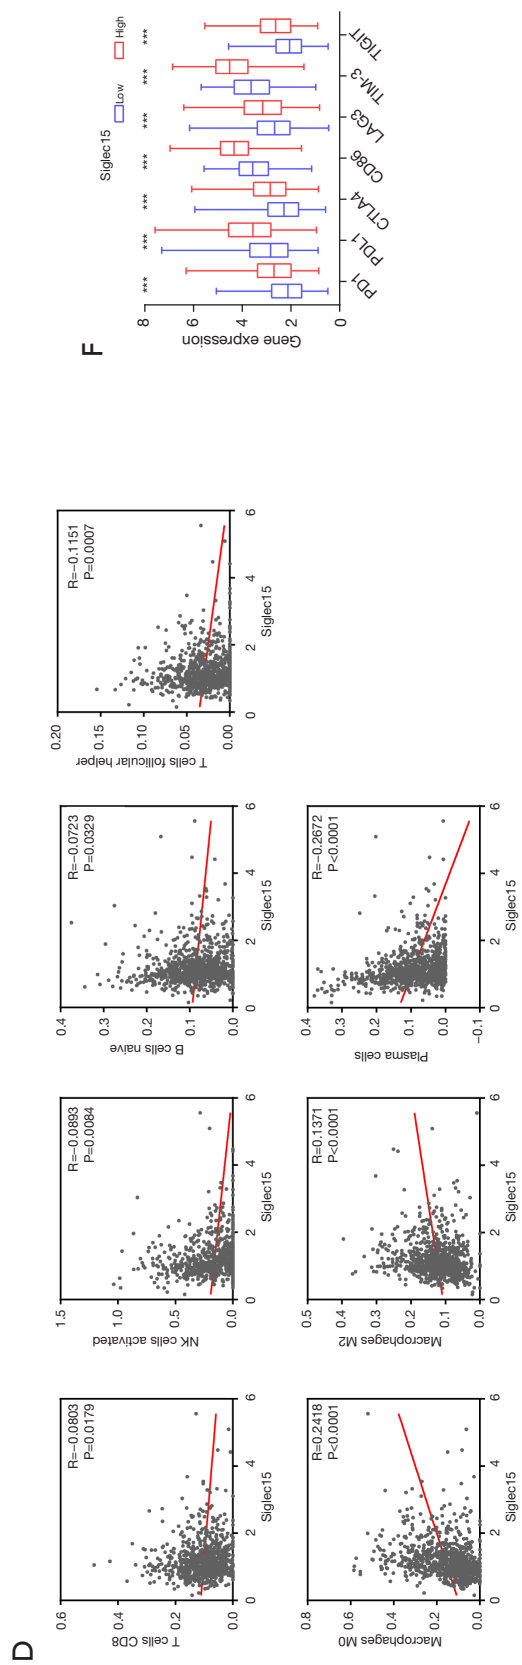 D
R=−0.0803
P=0.0179
T cells CD8
0.6
0.4
0.2
0.0
0 2 4 6
Siglec15
R=−0.0893
P=0.0084
NK cells activated
1.5
1.0
0.5
0.0
0 2 4 6
Siglec15
R=−0.0723
P=0.0329
B cells naive
0.4
0.3
0.2
0.1
0.0
0 2 4 6
Siglec15
R=−0.1151
P=0.0007
T cells follicular helper
0.20
0.15
0.10
0.05
0.00
0 2 4 6
Siglec15
R=0.2418
P<0.0001
Macrophages M0
0.8
0.6
0.4
0.2
0.0
0 2 4 6
Siglec15
R=0.1371
P<0.0001
Macrophages M2
0.5
0.4
0.3
0.2
0.1
0.0
0 2 4 6
Siglec15
R=−0.2672
P<0.0001
Plasma cells
0.4
0.3
0.2
0.1
0.0
−0.1
0 2 4 6
Siglec15
F
Siglec15
Low High
*** *** *** *** *** *** ***
Gene expression
8
6
4
2
0
PD1 PDL1 CTLA4 CD86 LAG3 TIM-3 TIGIT